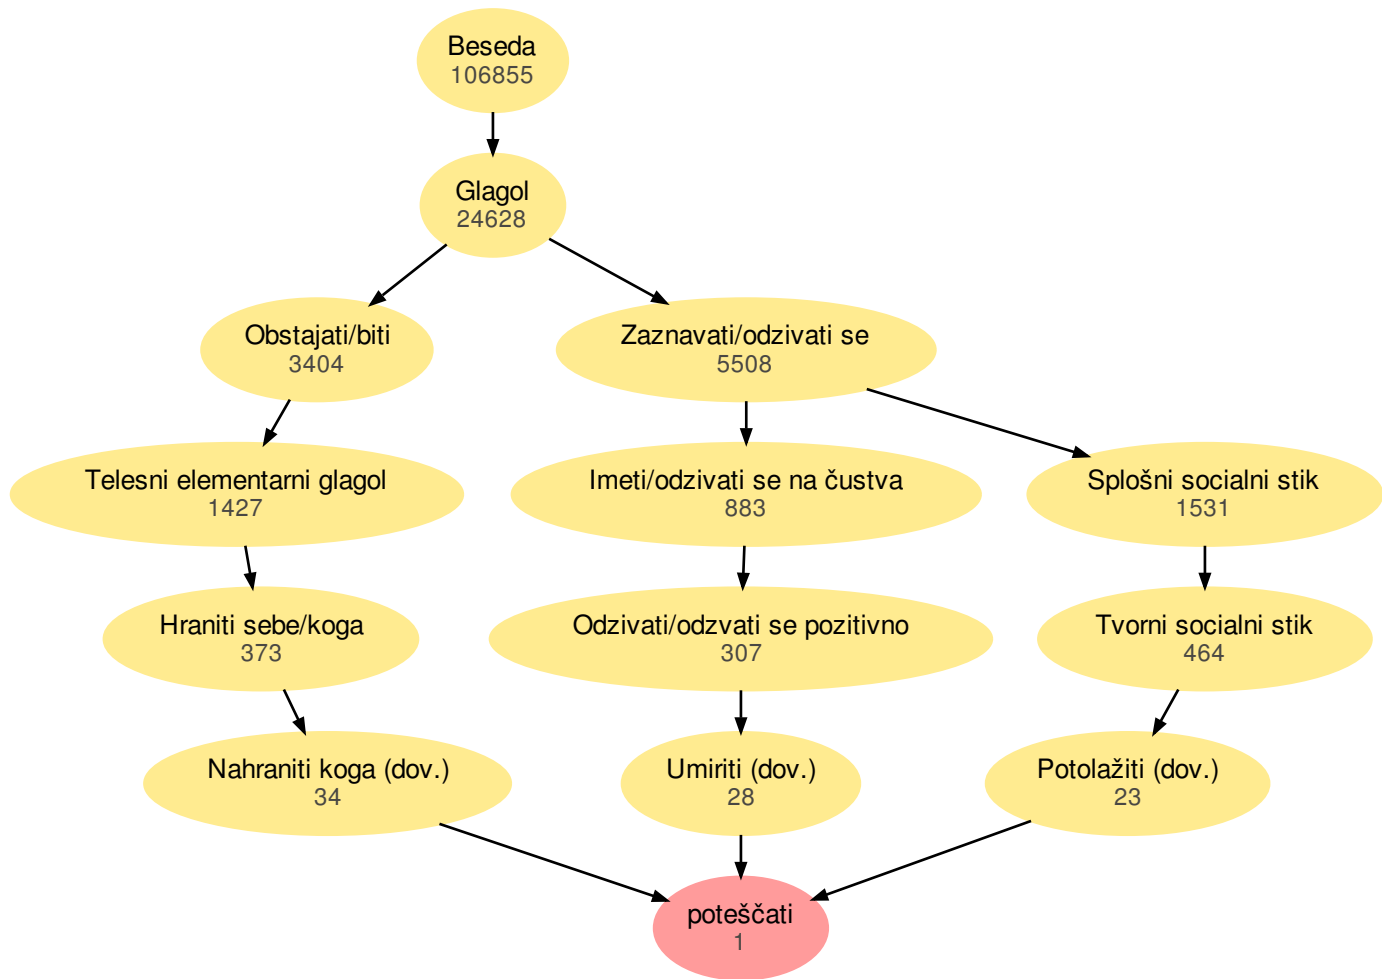 Beseda
106855
Glagol
24628
Obstajati/biti
3404
Zaznavati/odzivati se
5508
Telesni elementarni glagol
1427
Imeti/odzivati se na čustva
883
Splošni socialni stik
1531
Hraniti sebe/koga
373
Odzivati/odzvati se pozitivno
307
Tvorni socialni stik
464
Nahraniti koga (dov.)
34
Umiriti (dov.)
28
Potolažiti (dov.)
23
poteščati
1